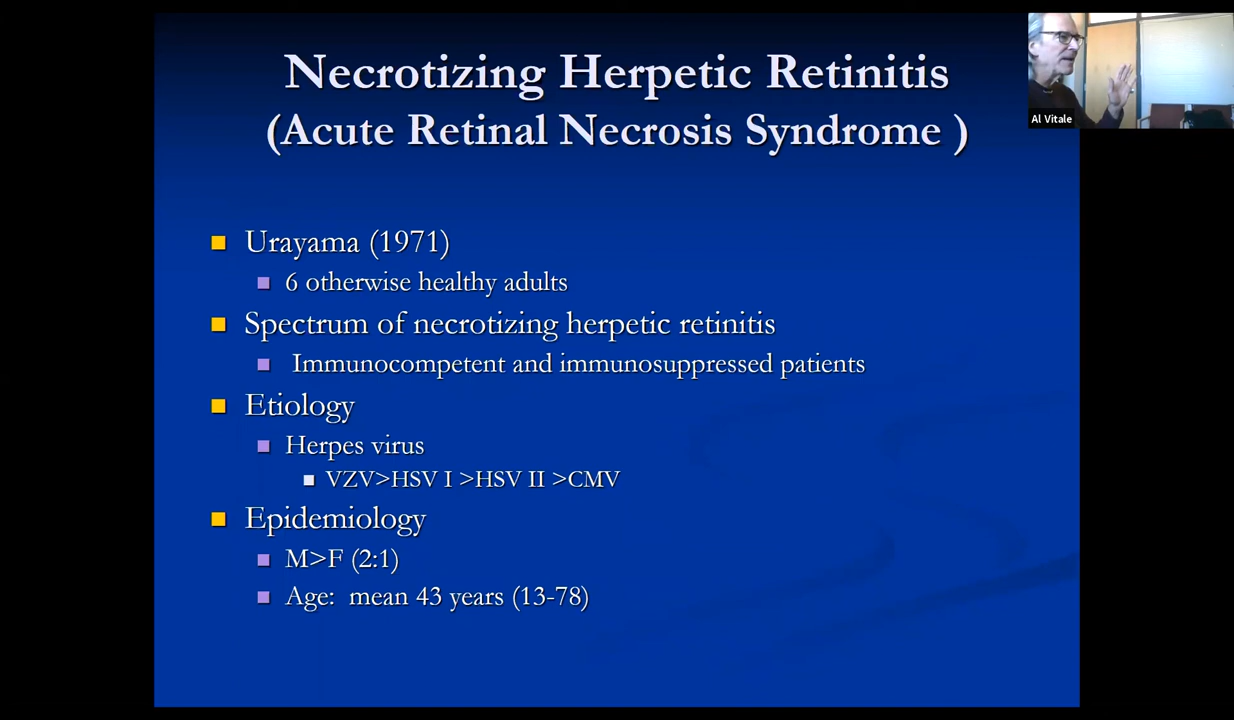 Necrotizing Herpetic Retinitis
(Acute Retinal Necrosis Syndrome )
Al Vitale
Urayama (1971)
6 otherwise healthy adults
Spectrum of necrotizing herpetic retinitis
Immunocompetent and immunosuppressed patients
Etiology
Herpes virus
VZV>HSV I >HSV II >CMV
Epidemiology
M>F (2:1)
Age: mean 43 years (13-78)